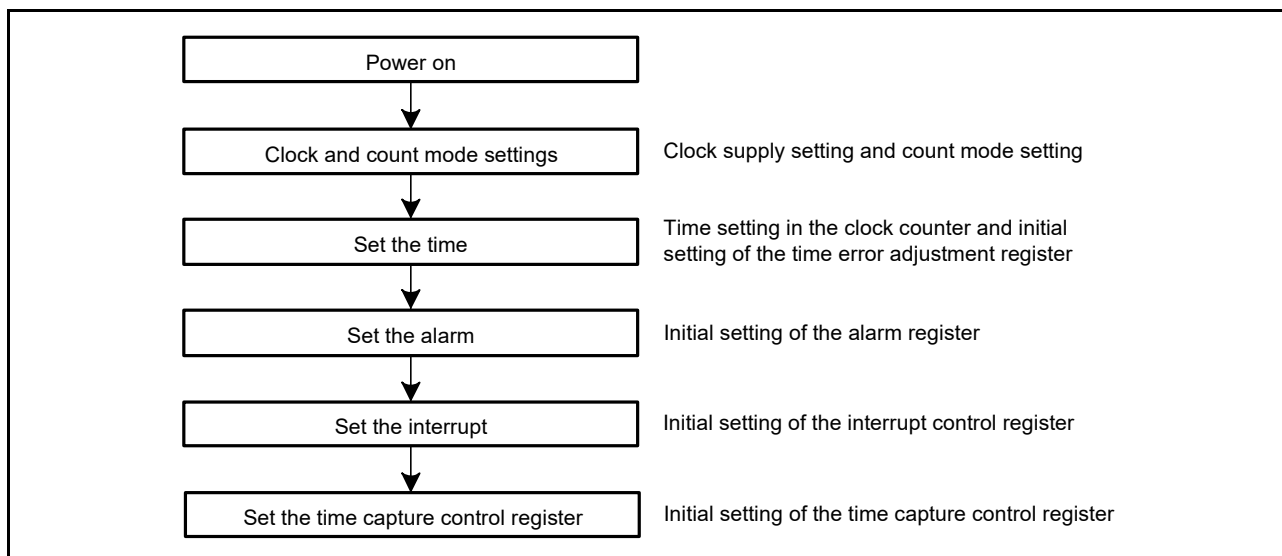 Power on
Clock and count mode settings
Clock supply setting and count mode setting
Set the time
Time setting in the clock counter and initial
setting of the time error adjustment register
Set the alarm
Initial setting of the alarm register
Set the interrupt
Initial setting of the interrupt control register
Set the time capture control register
Initial setting of the time capture control register